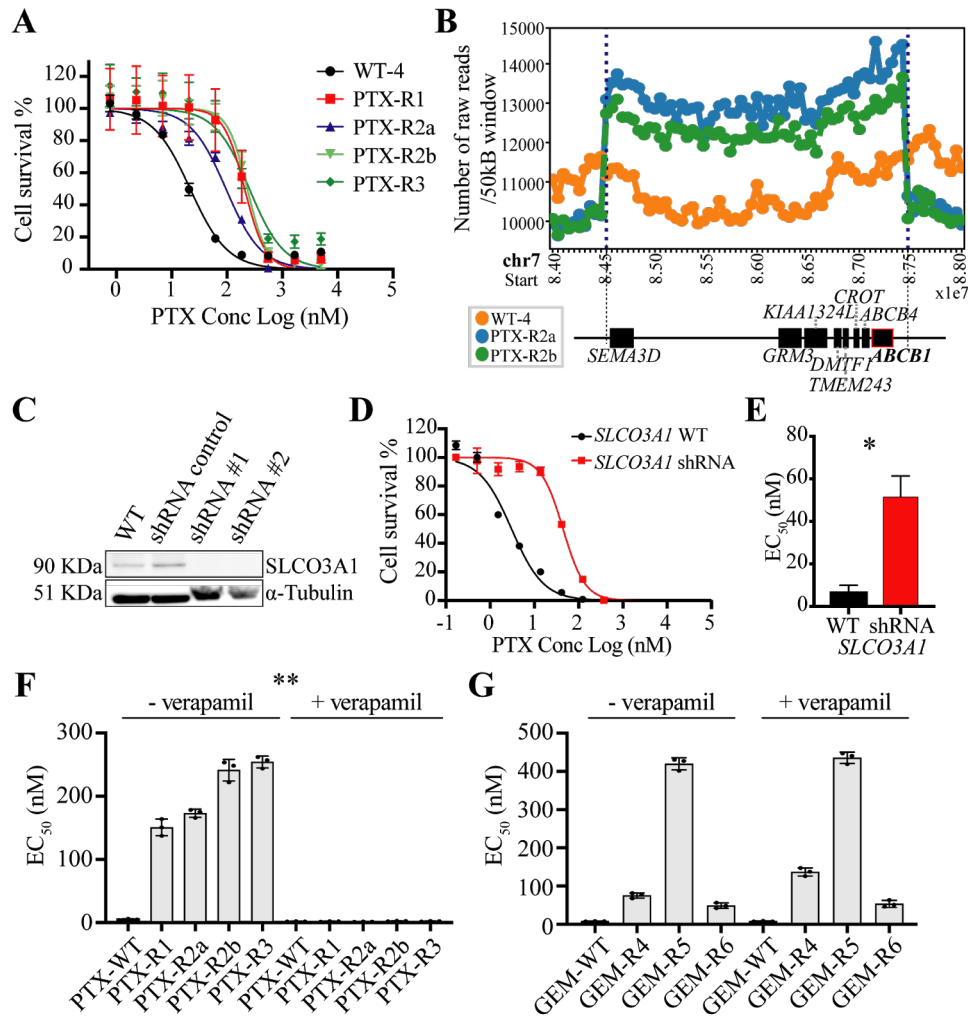 A
Cell survival %
120
100
80
60
40
20
0
0 1 2 3 4 5
PTX Conc Log (nM)
WT-4
PTX-R1
PTX-R2a
PTX-R2b
PTX-R3
B
Number of raw reads
/50kB window
15000
14000
13000
12000
11000
10000
chr7
Start
8.40 8.45 8.50 8.55 8.60 8.65 8.70 8.75 8.80
x1e7
WT-4
PTX-R2a
PTX-R2b
CROT
KIAA1324L ABCB4
SEMA3D GRM3 ABCB1
DMTF1
TMEM243
C
WT
shRNA control
shRNA #1
shRNA #2
90 KDa SLCO3A1
51 KDa α-Tubulin
D
Cell survival %
120
100
80
60
40
20
0
-1 0 1 2 3 4 5
PTX Conc Log (nM)
SLCO3A1 WT
SLCO3A1 shRNA
E
EC50 (nM)
80
60
40
20
0
*
WT shRNA
SLCO3A1
F
**
- verapamil + verapamil
EC50 (nM)
300
200
100
0
PTX-WT
PTX-R1
PTX-R2a
PTX-R2b
PTX-R3
PTX-WT
PTX-R1
PTX-R2a
PTX-R2b
PTX-R3
G
- verapamil + verapamil
EC50 (nM)
500
400
300
200
100
0
GEM-WT
GEM-R4
GEM-R5
GEM-R6
GEM-WT
GEM-R4
GEM-R5
GEM-R6